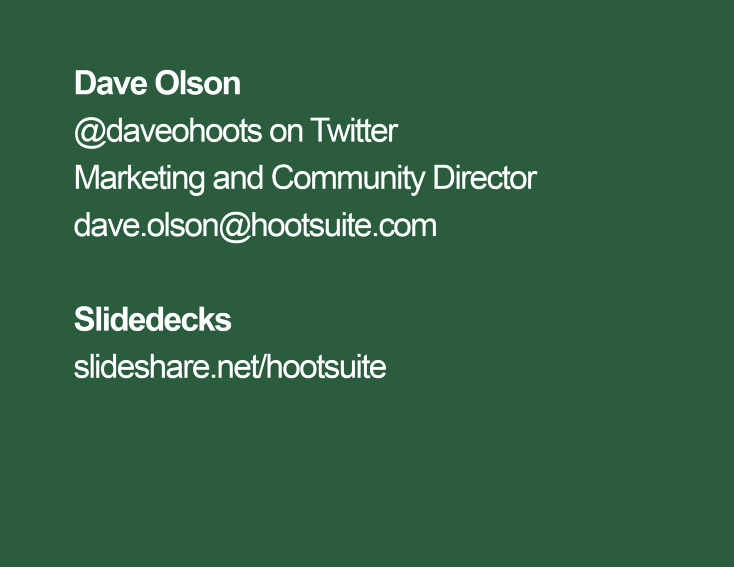 Dave Olson
@daveohoots on Twitter
Marketing and Community Director
dave.olson@hootsuite.com
Slidedecks
slideshare.net/hootsuite